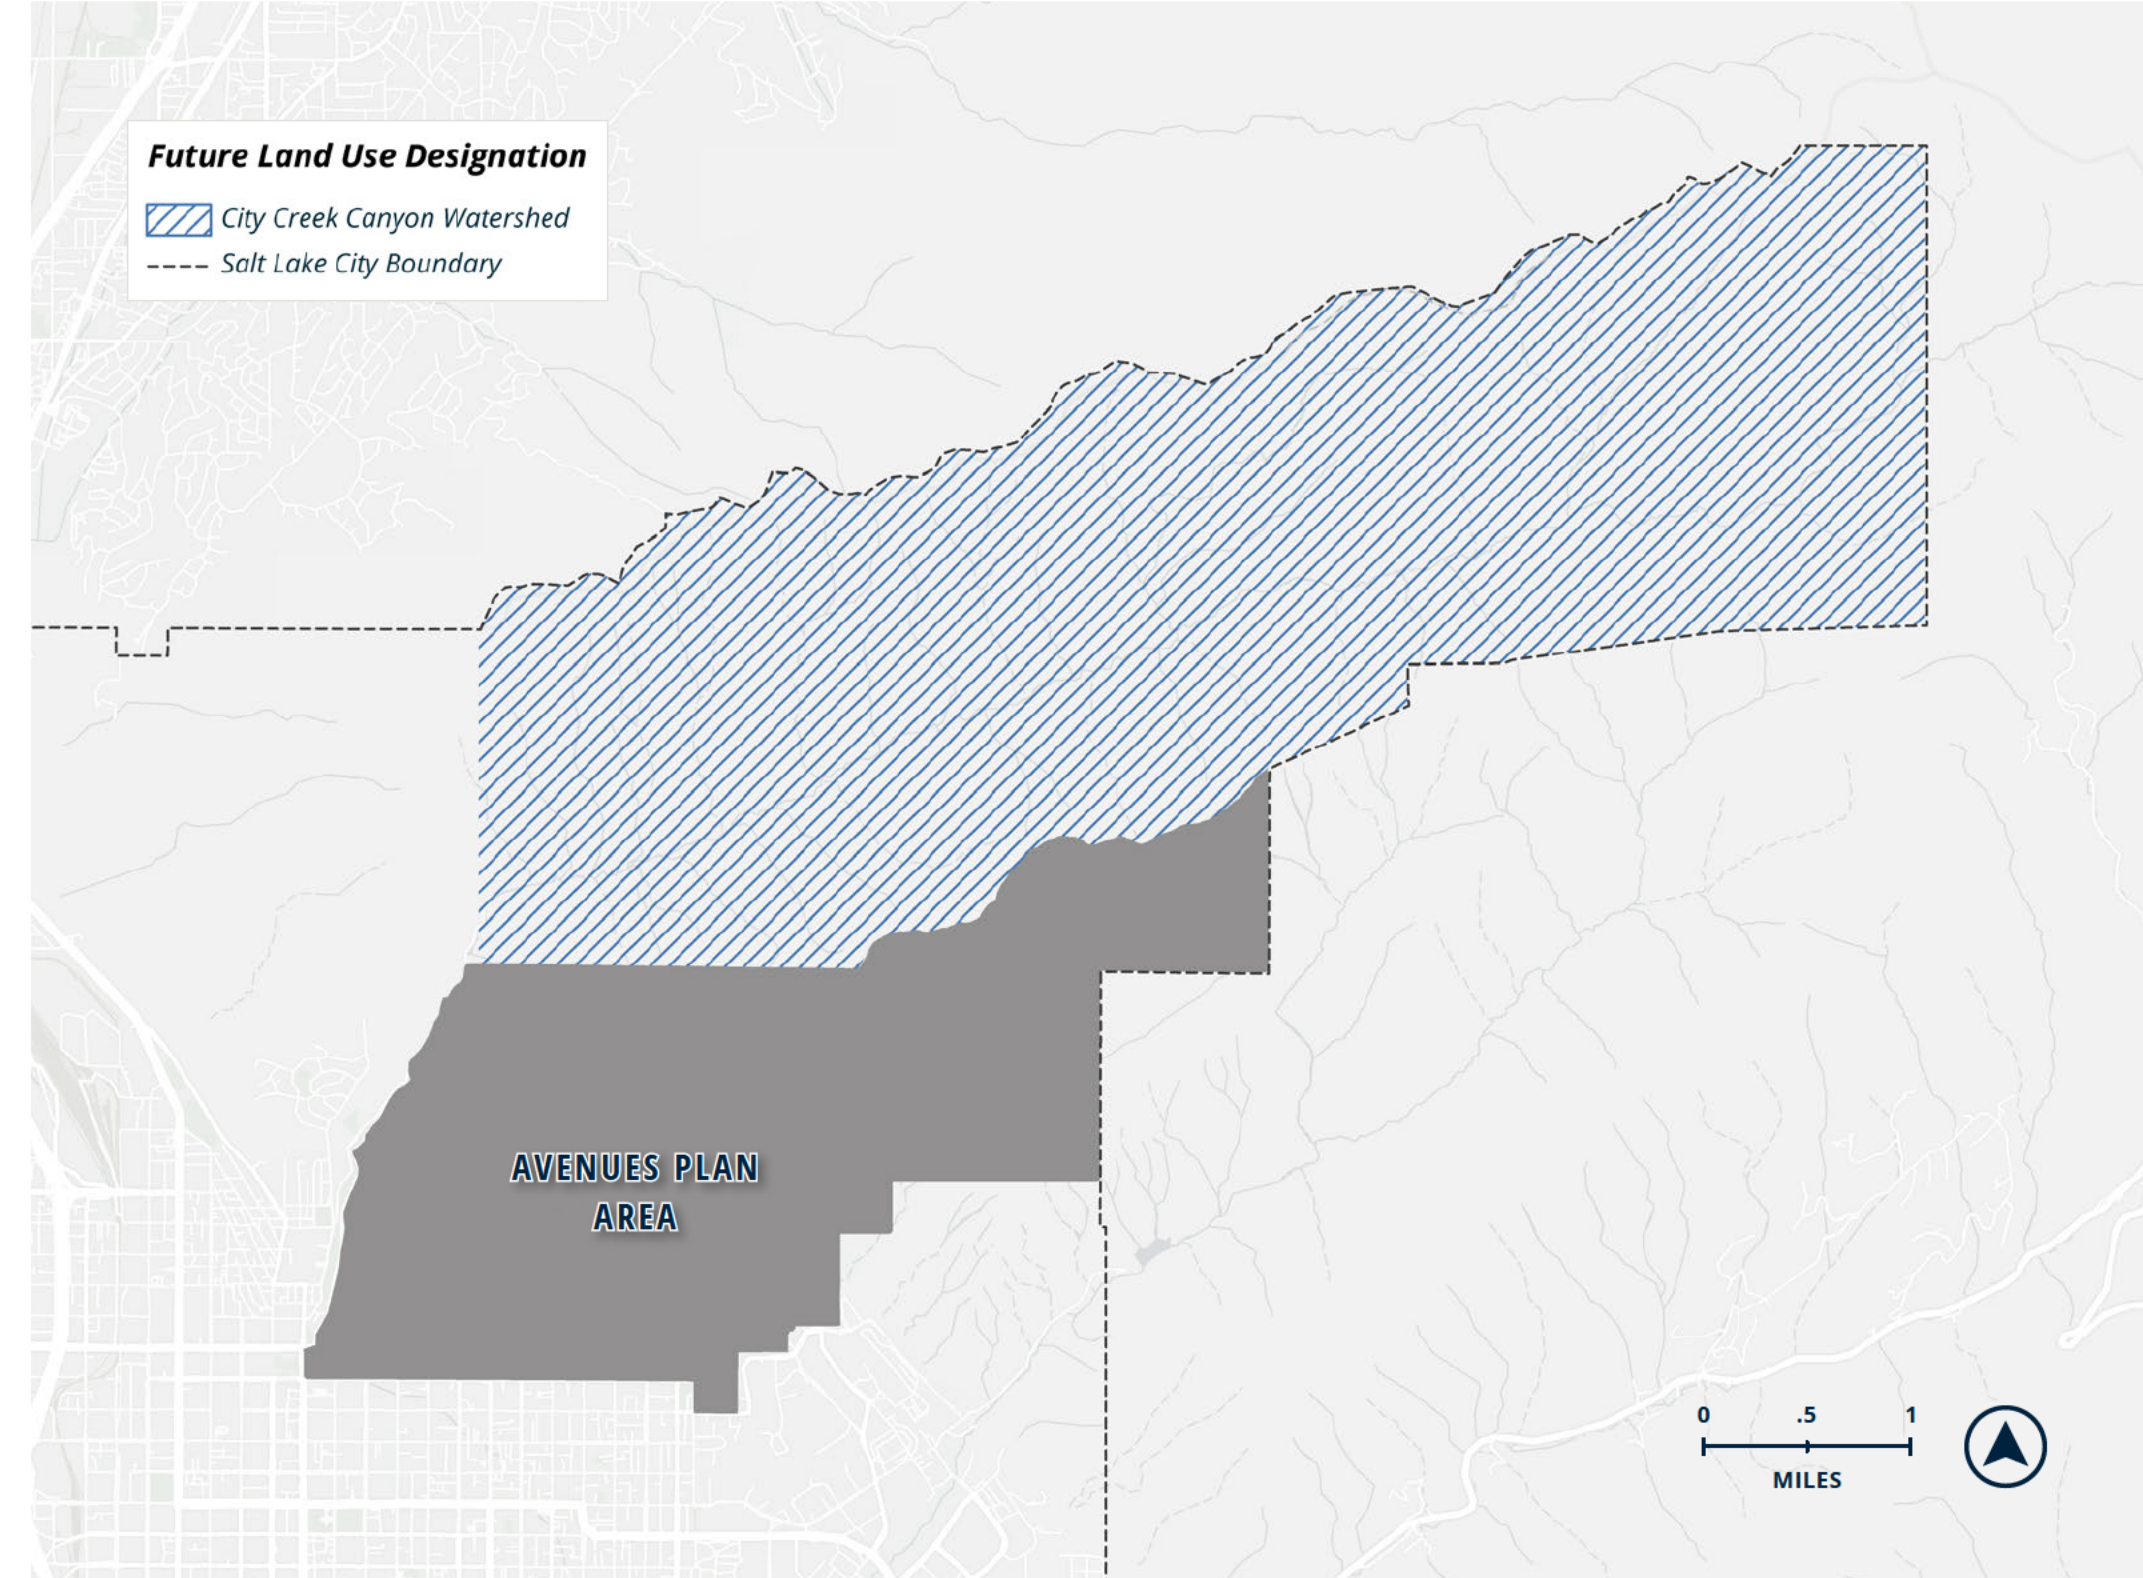 Future Land Use Designation
City Creek Canyon Watershed
Salt Lake City Boundary
AVENUES PLAN
AREA
0 .5 1
MILES